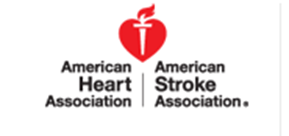 American
Heart
Association
American
Stroke
Association®